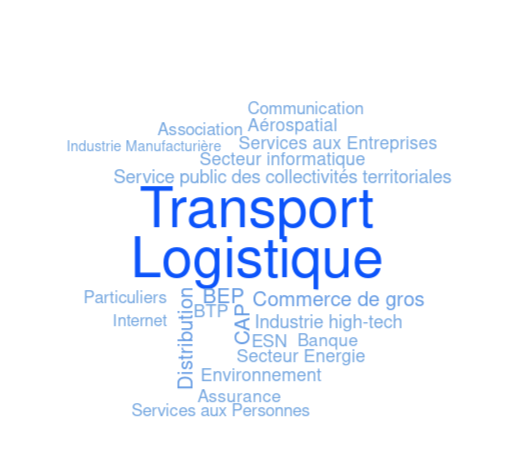 Communication
Association Aérospatial
Industrie Manufacturière Services aux Entreprises
Secteur informatique
Service public des collectivités territoriales
Transport
Logistique
Particuliers BEP Commerce de gros
Distribution
BTP
CAP
Internet Industrie high-tech
ESN Banque
Secteur Energie
Environnement
Assurance
Services aux Personnes